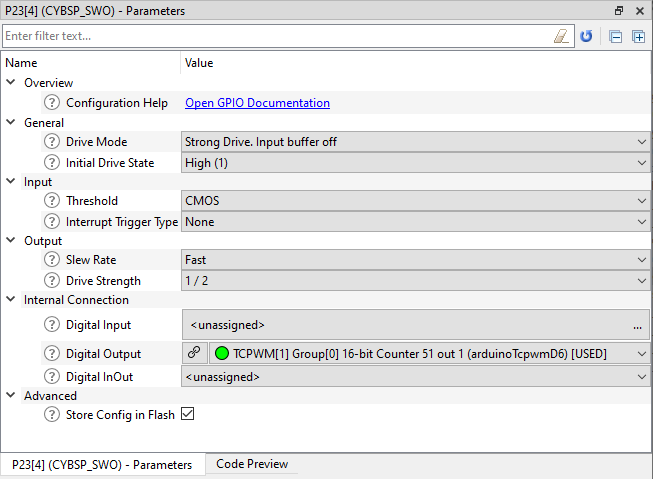 P23[4] (CYBSP_SWO) - Parameters
Enter filter text...
Name Value
Overview
? Configuration Help Open GPIO Documentation
General
? Drive Mode Strong Drive. Input buffer off
? Initial Drive State High (1)
Input
? Threshold CMOS
? Interrupt Trigger Type None
Output
? Slew Rate Fast
? Drive Strength 1 / 2
Internal Connection
? Digital Input <unassigned> ...
? Digital Output TCPWM[1] Group[0] 16-bit Counter 51 out 1 (arduinoTcpwmD6) [USED]
? Digital InOut <unassigned>
Advanced
? Store Config in Flash
P23[4] (CYBSP_SWO) - Parameters Code Preview